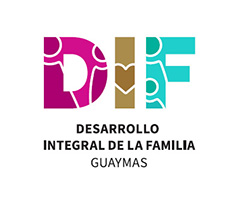 DIF
DESARROLLO
INTEGRAL DE LA FAMILIA
GUAYMAS